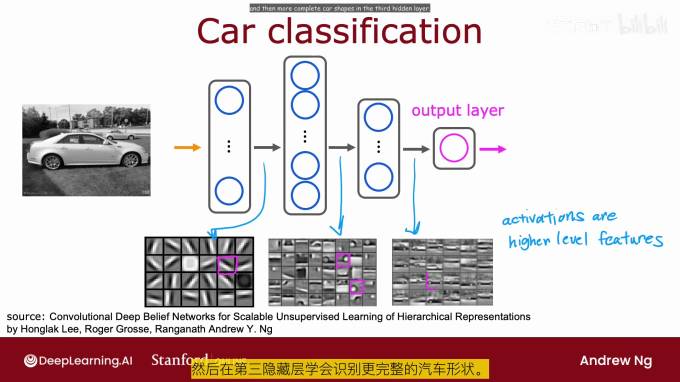 and then more complete car shapes in the third hidden layer.
bilibili
Car classification
output layer
activations are
higher level features
source: Convolutional Deep Belief Networks for Scalable Unsupervised Learning of Hierarchical Representations
by Honglak Lee, Roger Grosse, Ranganath Andrew Y. Ng
DeepLearning.AI
Stanford
Andrew Ng
然后在第三隐藏层学会识别更完整的汽车形状。